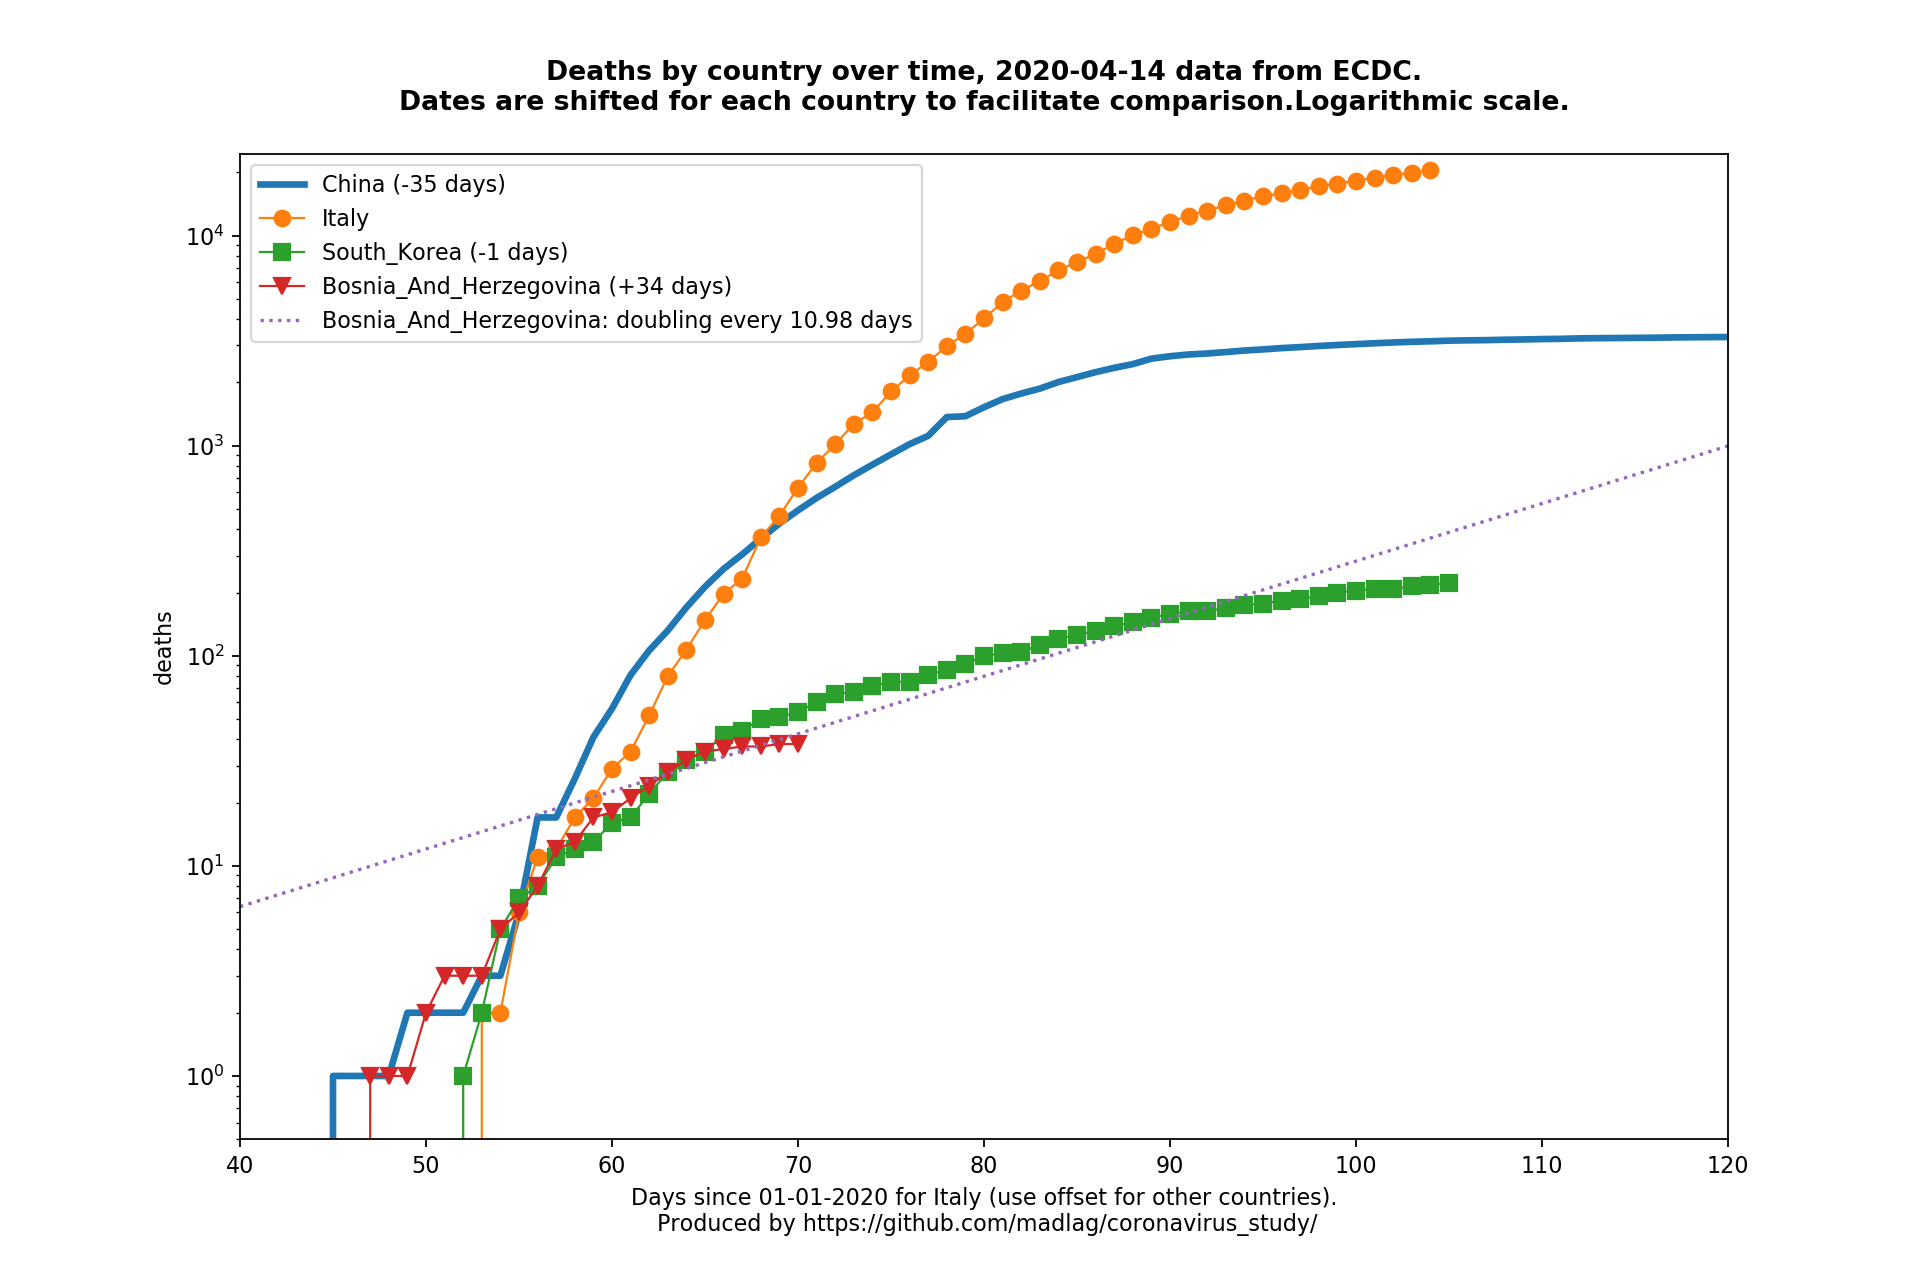 Deaths by country over time, 2020-04-14 data from ECDC.
Dates are shifted for each country to facilitate comparison.Logarithmic scale.
China (-35 days)
Italy
South_Korea (-1 days)
Bosnia_And_Herzegovina (+34 days)
Bosnia_And_Herzegovina: doubling every 10.98 days
deaths
10⁴
10³
10²
10¹
10⁰
40 50 60 70 80 90 100 110 120
Days since 01-01-2020 for Italy (use offset for other countries).
Produced by https://github.com/madlag/coronavirus_study/